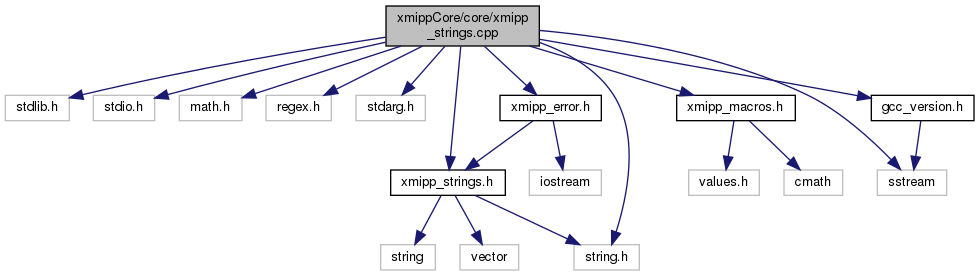 xmippCore/core/xmipp
_strings.cpp
stdlib.h
stdio.h
math.h
regex.h
stdarg.h
xmipp_error.h
xmipp_macros.h
gcc_version.h
xmipp_strings.h
iostream
values.h
cmath
sstream
string
vector
string.h